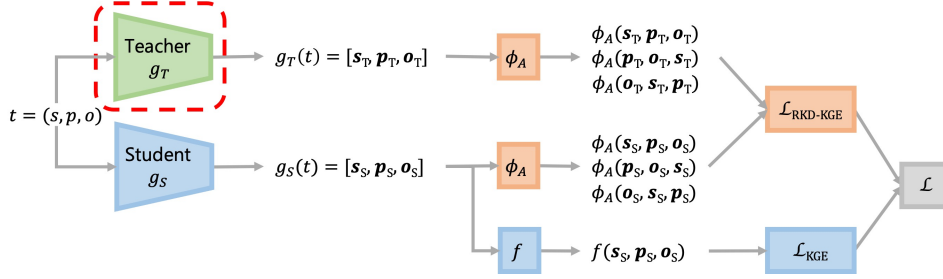 Teacher
g_T
g_T(t) = [s_T, p_T, o_T]
ϕ_A
ϕ_A(s_T, p_T, o_T)
ϕ_A(p_T, o_T, s_T)
ϕ_A(o_T, s_T, p_T)
t = (s, p, o)
ℒ_RKD-KGE
Student
g_S
g_S(t) = [s_S, p_S, o_S]
ϕ_A
ϕ_A(s_S, p_S, o_S)
ϕ_A(p_S, o_S, s_S)
ϕ_A(o_S, s_S, p_S)
ℒ
f
f(s_S, p_S, o_S)
ℒ_KGE